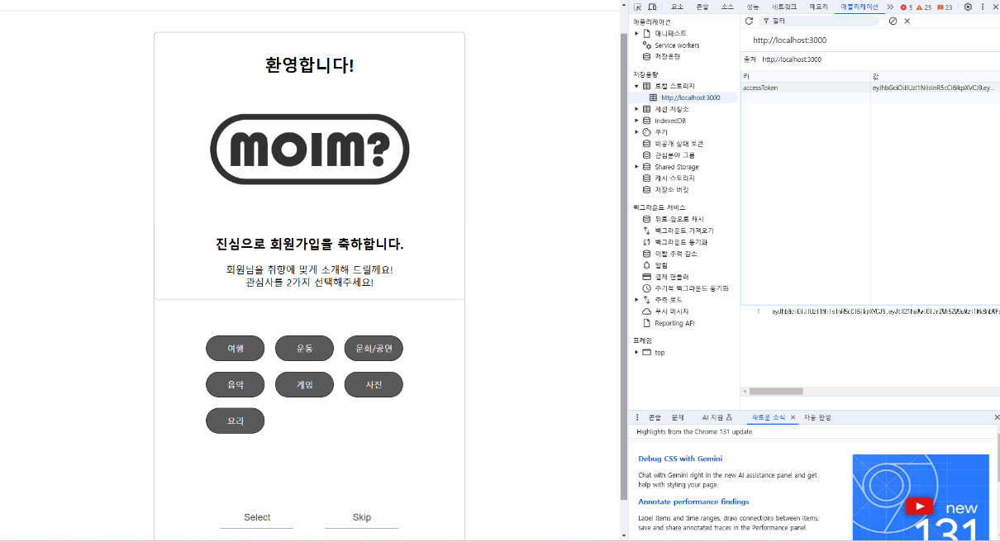 환영합니다!
MOIM?
진심으로 회원가입을 축하합니다.
회원님을 취향에 맞게 소개해 드릴께요!
관심사를 2가지 선택해주세요!
여행 운동 문화/공연
음악 게임 사진
요리
Select Skip
요소 콘솔 소스 성능 네트워크 메모리 애플리케이션 5 25 23
애플리케이션
매니페스트
Service workers
저장용량
저장용량
로컬 스토리지
http://localhost:3000
세션 저장소
IndexedDB
쿠키
비공개 상태 토큰
관심분야 그룹
Shared Storage
캐시 스토리지
저장소 버킷
백그라운드 서비스
뒤로-앞으로 캐시
백그라운드 가져오기
백그라운드 동기화
이탈 추적 감소
알림
결제 핸들러
주기적 백그라운드 동기화
추측 로드
푸시 메시지
Reporting API
프레임
top
필터
http://localhost:3000
출처 http://localhost:3000
키 값
accessToken
1
콘솔 문제 AI 지원 새로운 소식 자동 완성
Highlights from the Chrome 131 update
Debug CSS with Gemini
Chat with Gemini right in the new AI assistance panel and get
help with styling your page.
Annotate performance findings
Label items and time ranges, draw connections between items,
save and share annotated traces in the Performance panel.
new
131